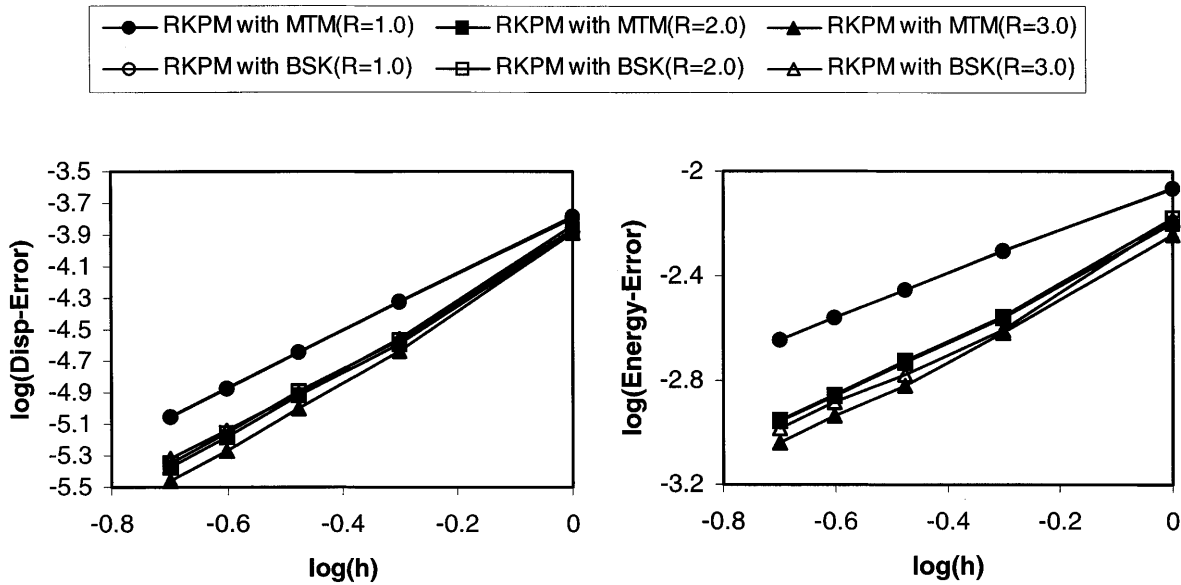 RKPM with MTM(R=1.0) RKPM with MTM(R=2.0) RKPM with MTM(R=3.0)
RKPM with BSK(R=1.0) RKPM with BSK(R=2.0) RKPM with BSK(R=3.0)
log(Disp-Error)
-3.5
-3.7
-3.9
-4.1
-4.3
-4.5
-4.7
-4.9
-5.1
-5.3
-5.5
-0.8 -0.6 -0.4 -0.2 0
log(h)
log(Energy-Error)
-2
-2.4
-2.8
-3.2
-0.8 -0.6 -0.4 -0.2 0
log(h)